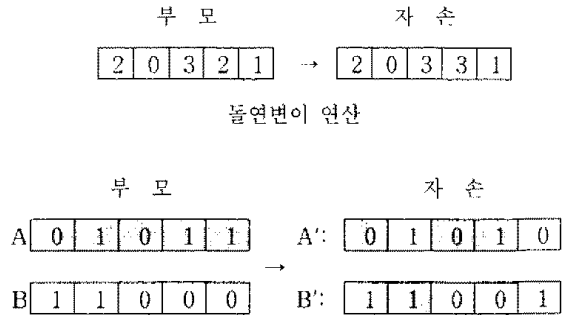 부 모 자 손
2 0 3 2 1 → 2 0 3 3 1
돌연변이 연산
부 모 자 손
A 0 1 0 1 1 A': 0 1 0 1 0
→
B 1 1 0 0 0 B': 1 1 0 0 1